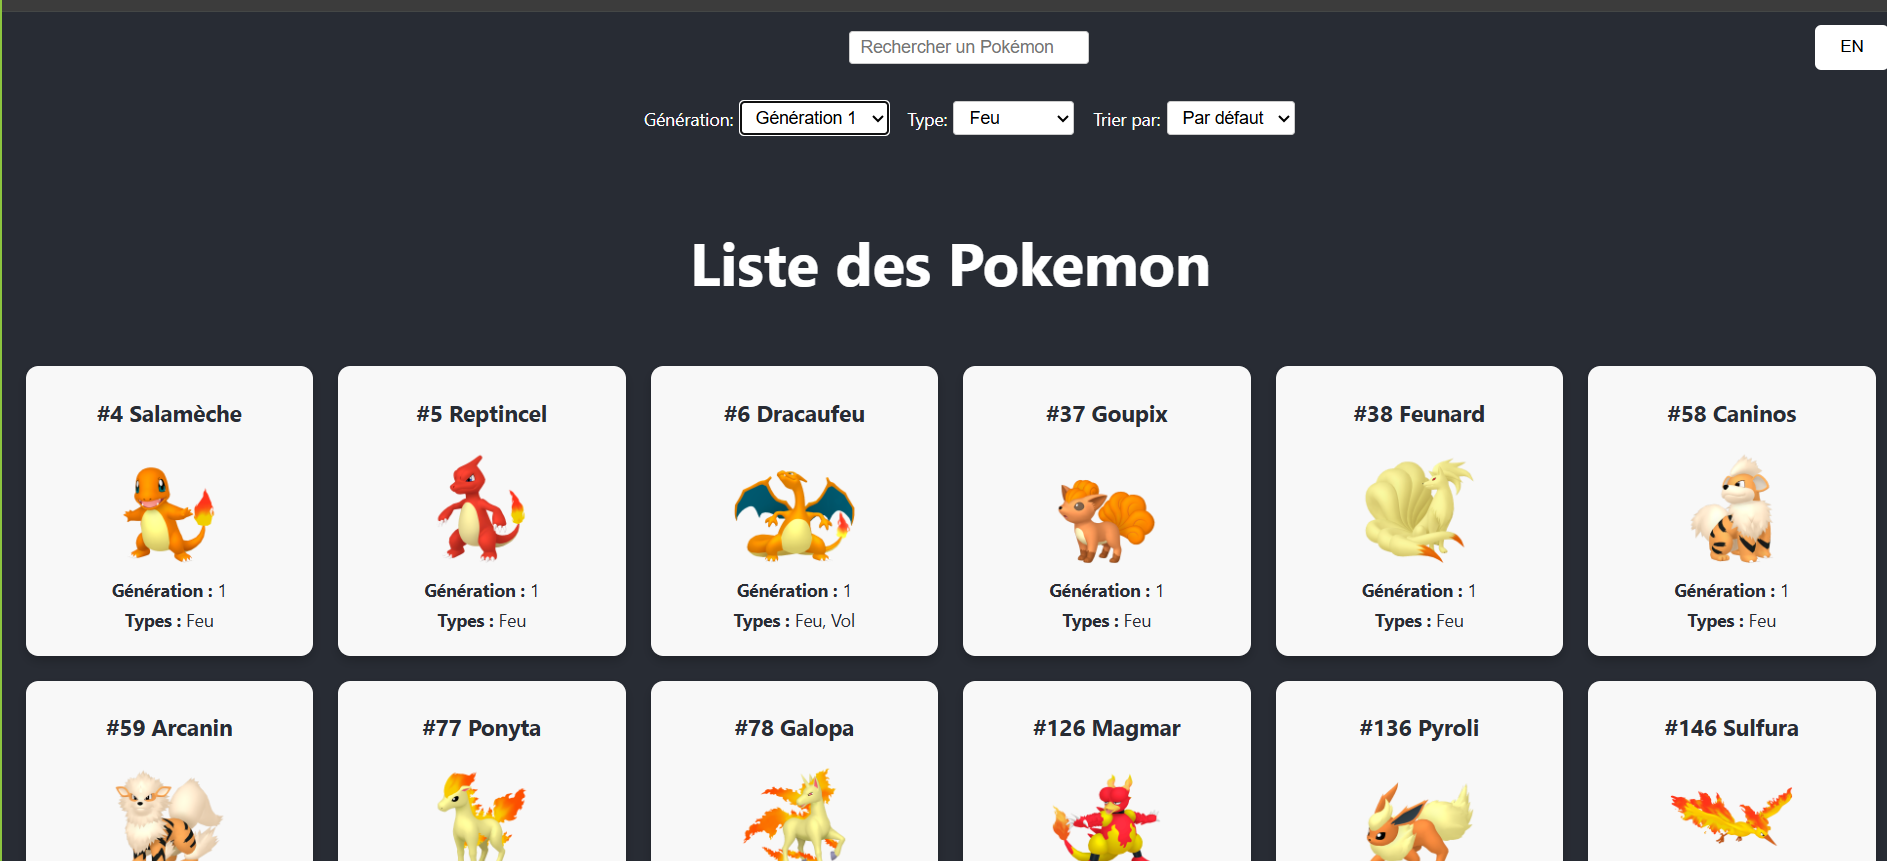 Rechercher un Pokémon
EN
Génération: Génération 1 Type: Feu Trier par: Par défaut
Liste des Pokemon
#4 Salamèche
Génération : 1
Types : Feu
#5 Reptincel
Génération : 1
Types : Feu
#6 Dracaufeu
Génération : 1
Types : Feu, Vol
#37 Goupix
Génération : 1
Types : Feu
#38 Feunard
Génération : 1
Types : Feu
#58 Caninos
Génération : 1
Types : Feu
#59 Arcanin
#77 Ponyta
#78 Galopa
#126 Magmar
#136 Pyroli
#146 Sulfura